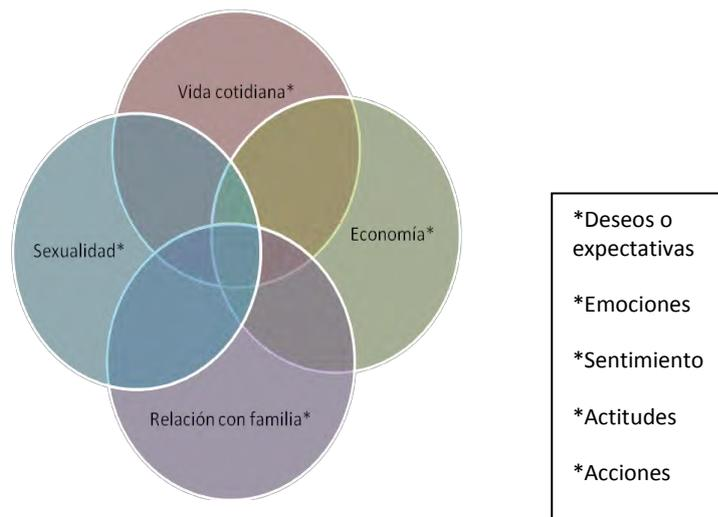 Vida cotidiana*
Sexualidad*
Economía*
Relación con familia*
*Deseos o
expectativas
*Emociones
*Sentimiento
*Actitudes
*Acciones